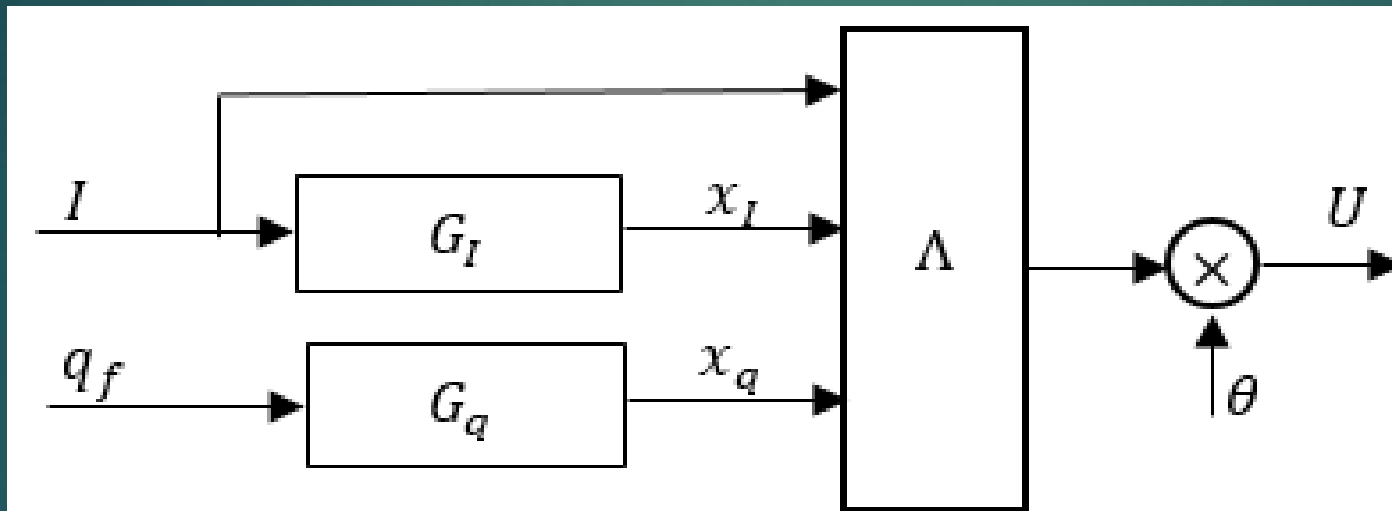 I
G_I
x_I
Λ
U
×
q_f
G_q
x_q
θ